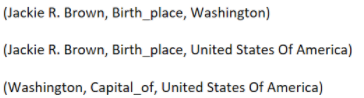 (Jackie R. Brown, Birth_place, Washington)
(Jackie R. Brown, Birth_place, United States Of America)
(Washington, Capital_of, United States Of America)